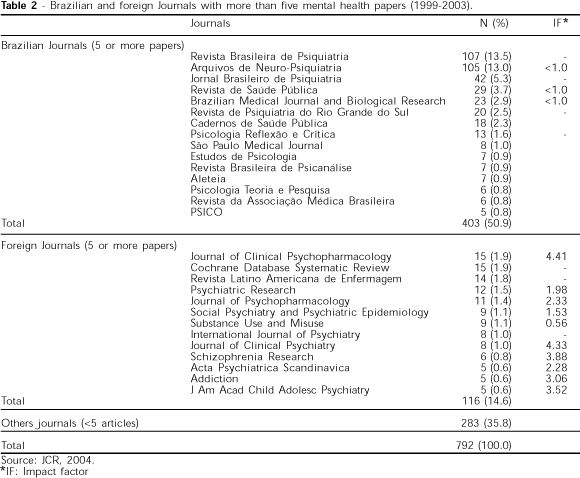 Table 2 - Brazilian and foreign Journals with more than five mental health papers (1999-2003).
Journals N (%) IF*
Brazilian Journals (5 or more papers)
Revista Brasileira de Psiquiatria 107 (13.5) -
Arquivos de Neuro-Psiquiatria 105 (13.0) <1.0
Jornal Brasileiro de Psiquiatria 42 (5.3) -
Revista de Saúde Pública 29 (3.7) <1.0
Brazilian Medical Journal and Biological Research 23 (2.9) <1.0
Revista de Psiquiatria do Rio Grande do Sul 20 (2.5) -
Cadernos de Saúde Pública 18 (2.3)
Psicologia Reflexão e Crítica 13 (1.6) -
São Paulo Medical Journal 8 (1.0)
Estudos de Psicologia 7 (0.9)
Revista Brasileira de Psicanálise 7 (0.9)
Aleteia 7 (0.9)
Psicologia Teoria e Pesquisa 6 (0.8)
Revista da Associação Médica Brasileira 6 (0.8)
PSICO 5 (0.8)
Total 403 (50.9)
Foreign Journals (5 or more papers)
Journal of Clinical Psychopharmacology 15 (1.9) 4.41
Cochrane Database Systematic Review 15 (1.9) -
Revista Latino Americana de Enfermagem 14 (1.8) -
Psychiatric Research 12 (1.5) 1.98
Journal of Psychopharmacology 11 (1.4) 2.33
Social Psychiatry and Psychiatric Epidemiology 9 (1.1) 1.53
Substance Use and Misuse 9 (1.1) 0.56
International Journal of Psychiatry 8 (1.0) -
Journal of Clinical Psychiatry 8 (1.0) 4.33
Schizophrenia Research 6 (0.8) 3.88
Acta Psychiatrica Scandinavica 5 (0.6) 2.28
Addiction 5 (0.6) 3.06
J Am Acad Child Adolesc Psychiatry 5 (0.6) 3.52
Total 116 (14.6)
Others journals (<5 articles) 283 (35.8)
Total 792 (100.0)
Source: JCR, 2004.
*IF: Impact factor